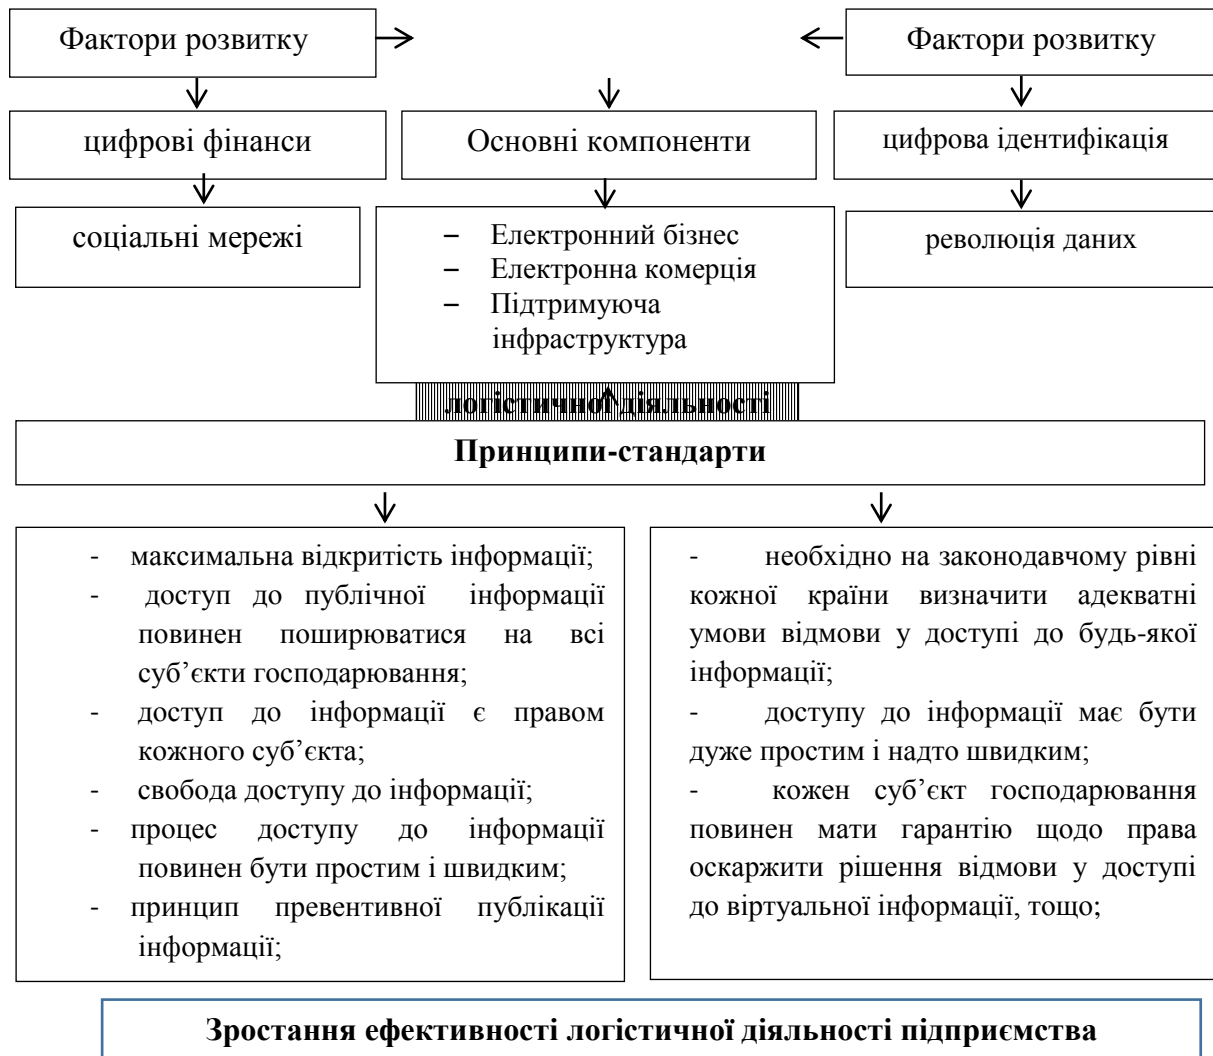 Фактори розвитку
Фактори розвитку
цифрові фінанси
Основні компоненти
цифрова ідентифікація
соціальні мережі
– Електронний бізнес
– Електронна комерція
– Підтримуюча
інфраструктура
революція даних
логістичної діяльності
Принципи-стандарти
- максимальна відкритість інформації;
- доступ до публічної інформації
повинен поширюватися на всі
суб’єкти господарювання;
- доступ до інформації є правом
кожного суб’єкта;
- свобода доступу до інформації;
- процес доступу до інформації
повинен бути простим і швидким;
- принцип превентивної публікації
інформації;
- необхідно на законодавчому рівні
кожної країни визначити адекватні
умови відмови у доступі до будь-якої
інформації;
- доступу до інформації має бути
дуже простим і надто швидким;
- кожен суб’єкт господарювання
повинен мати гарантію щодо права
оскаржити рішення відмови у доступі
до віртуальної інформації, тощо;
Зростання ефективності логістичної діяльності підприємства